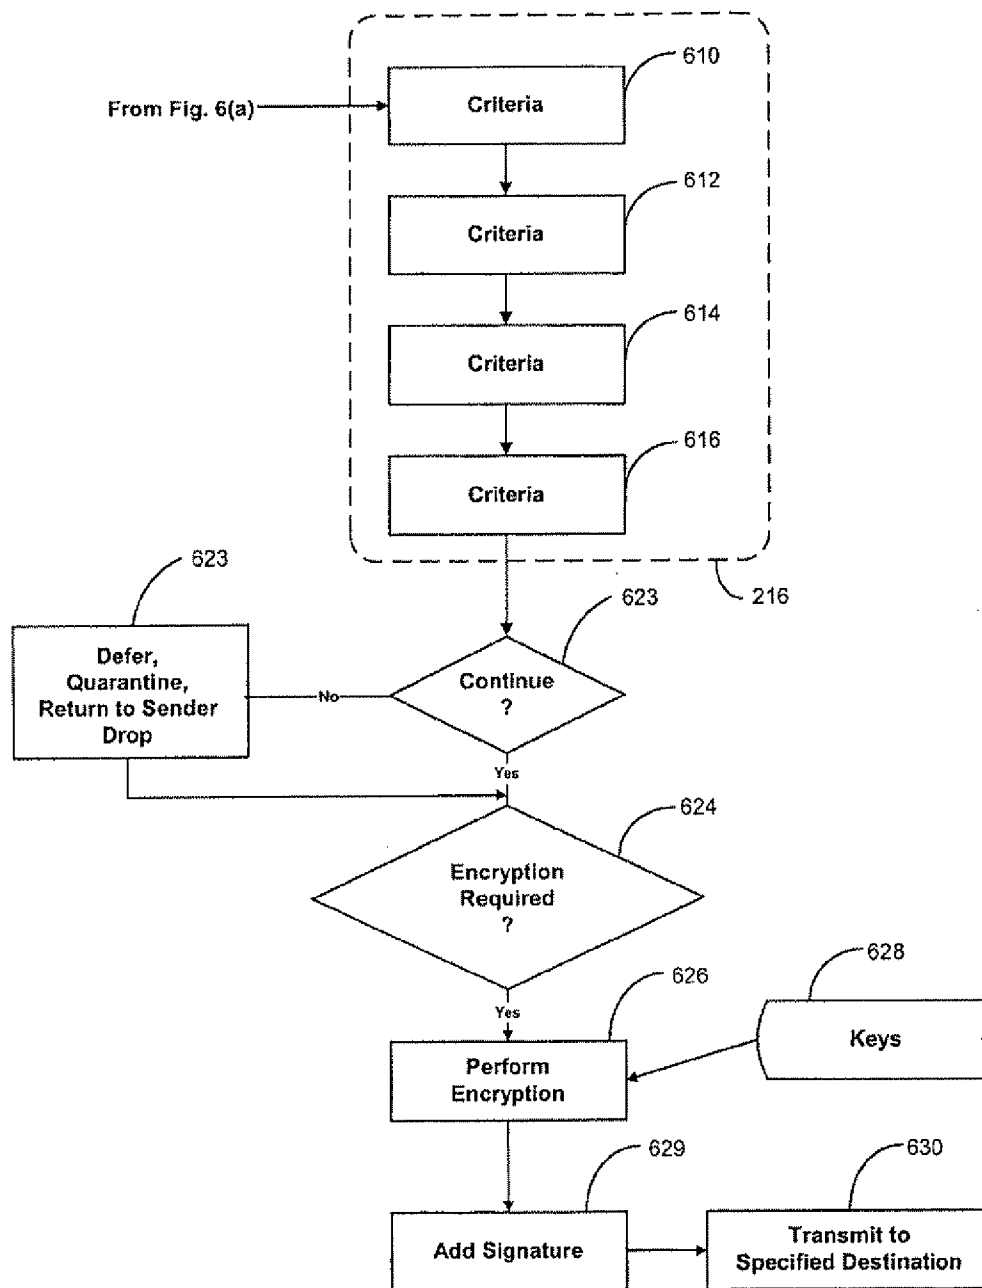 610
From Fig. 6(a)
Criteria
612
Criteria
614
Criteria
616
Criteria
623
623
216
Defer,
Quarantine,
Return to Sender
Drop
No
Continue
?
Yes
624
Encryption
Required
?
628
626
Yes
Keys
Perform
Encryption
629
630
Add Signature
Transmit to
Specified Destination